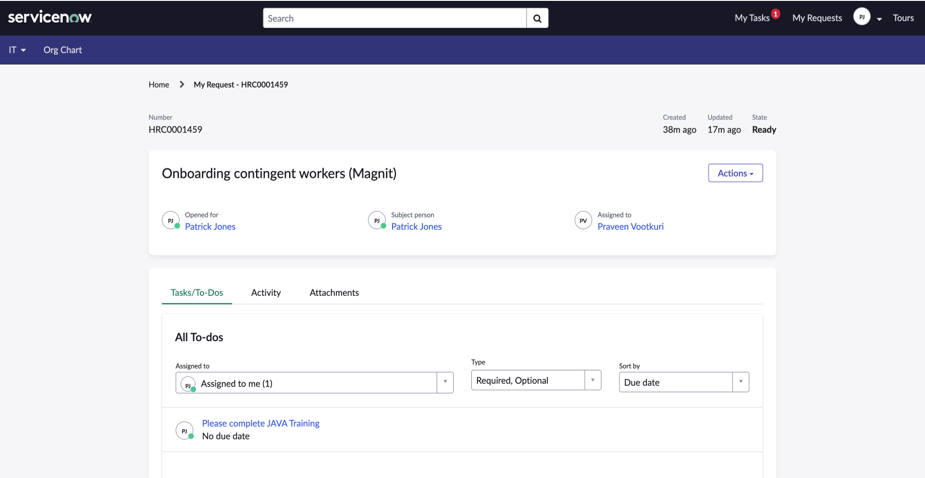 servicenow
Search
My Tasks 1
My Requests
PJ
Tours
IT
Org Chart
Home > My Request - HRC0001459
Number
HRC0001459
Created
38m ago
Updated
17m ago
State
Ready
Onboarding contingent workers (Magnit)
Actions
PJ
Opened for
Patrick Jones
PJ
Subject person
Patrick Jones
PV
Assigned to
Praveen Vootkuri
Tasks/To-Dos
Activity
Attachments
All To-dos
Assigned to
PJ
Assigned to me (1)
Type
Required, Optional
Sort by
Due date
PJ
Please complete JAVA Training
No due date